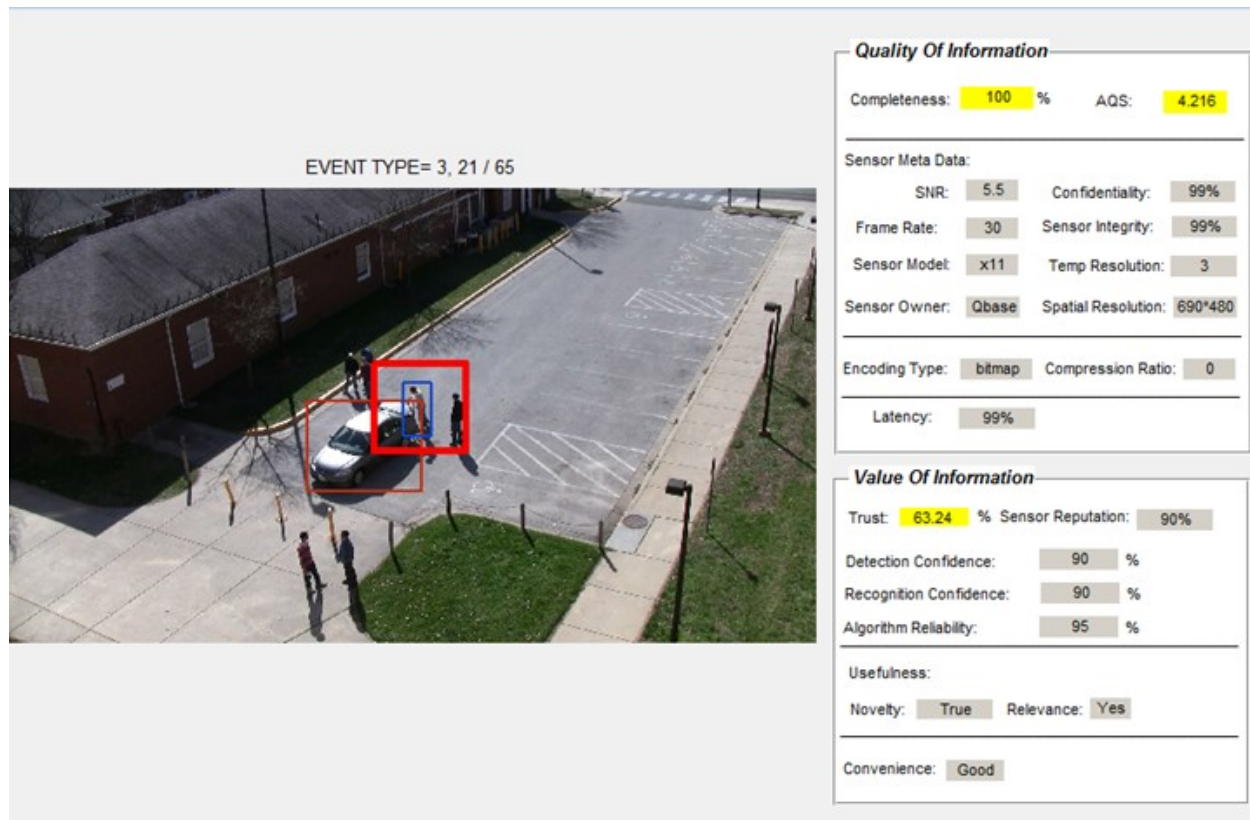 EVENT TYPE= 3, 21 / 65
Quality Of Information
Completeness: 100 % AQS: 4.216
Sensor Meta Data:
SNR: 5.5 Confidentiality: 99%
Frame Rate: 30 Sensor Integrity: 99%
Sensor Model: x11 Temp Resolution: 3
Sensor Owner: Qbase Spatial Resolution: 690*480
Encoding Type: bitmap Compression Ratio: 0
Latency: 99%
Value Of Information
Trust: 63.24 % Sensor Reputation: 90%
Detection Confidence: 90 %
Recognition Confidence: 90 %
Algorithm Reliability: 95 %
Usefulness:
Novelty: True Relevance: Yes
Convenience: Good